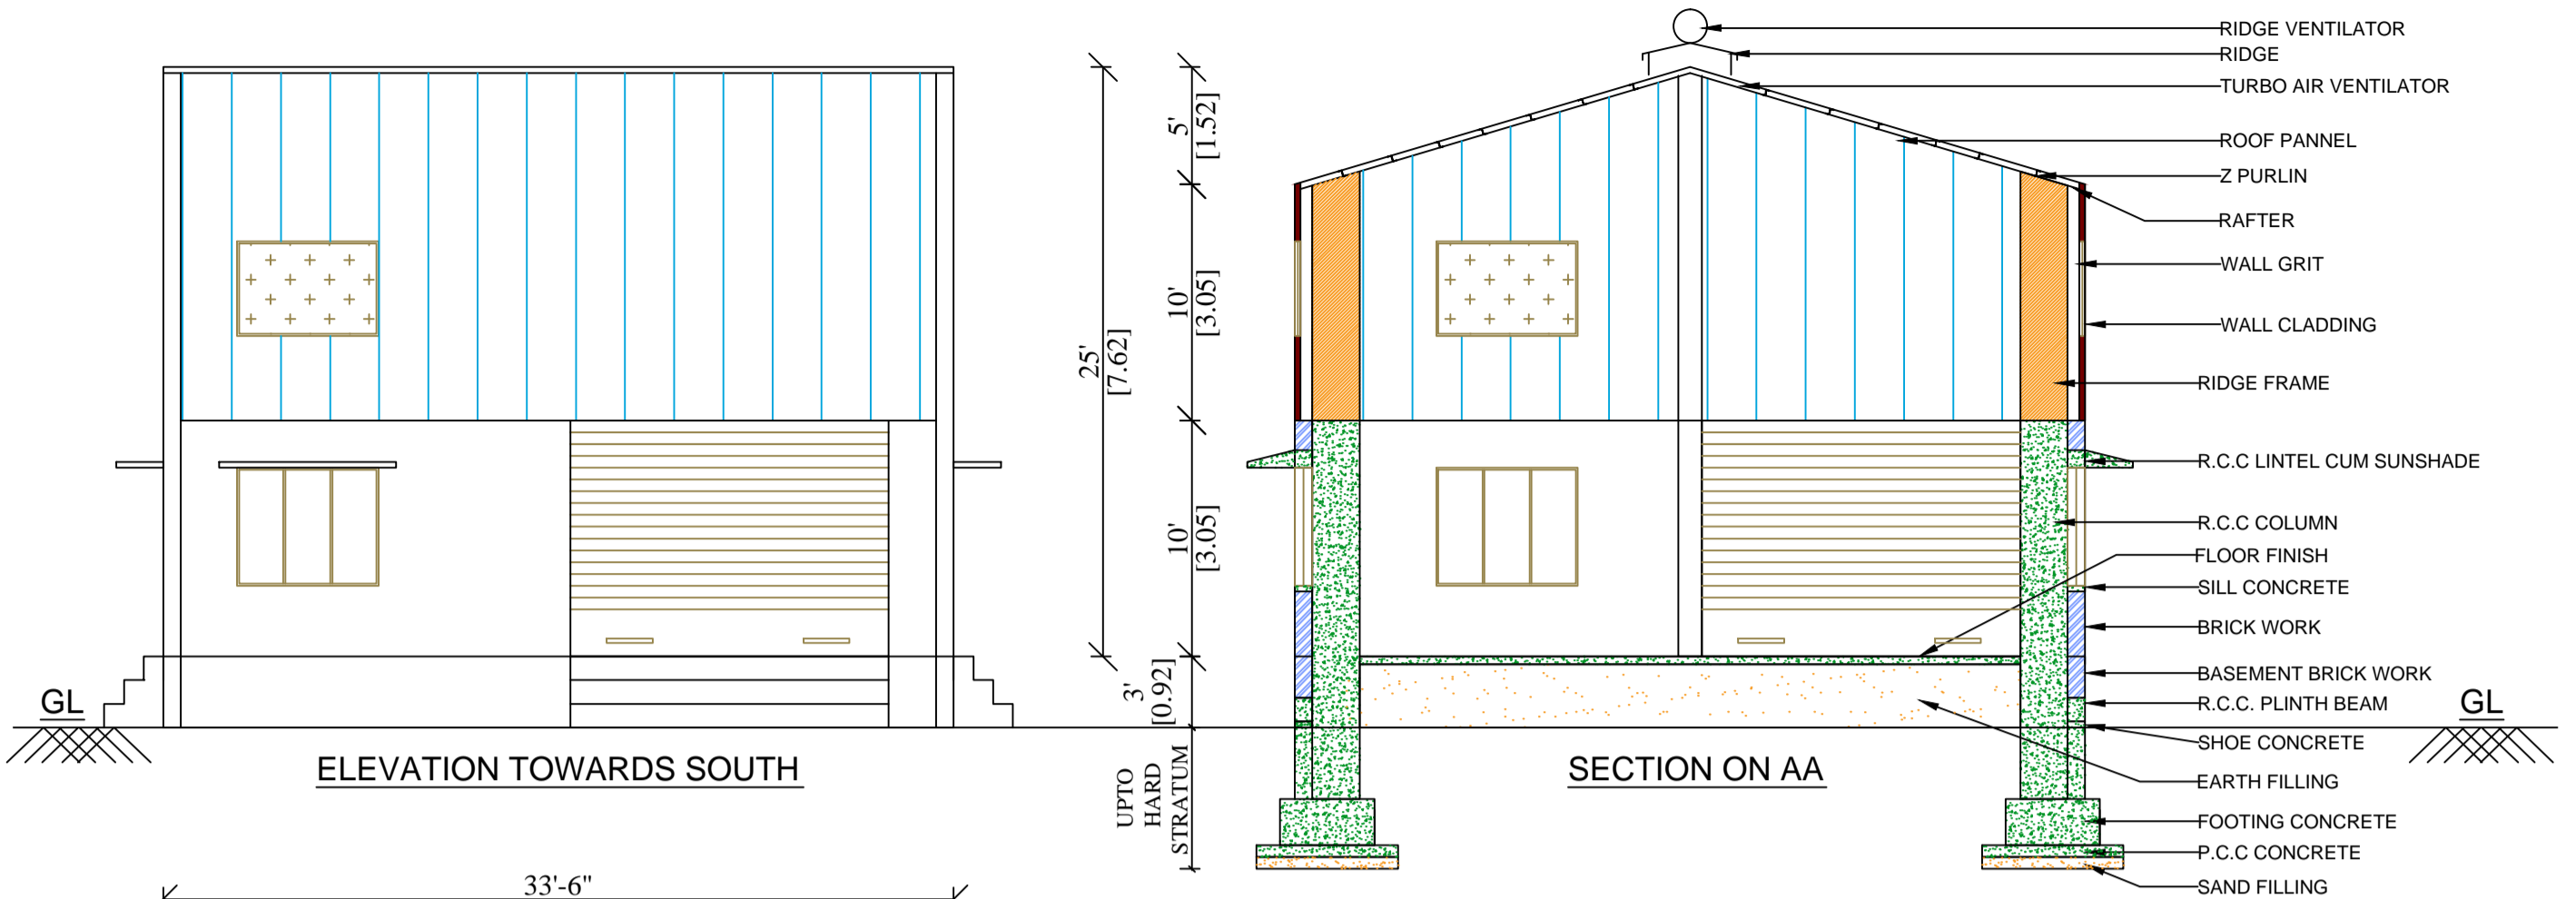 GL
ELEVATION TOWARDS SOUTH
33'-6"
25'
[7.62]
5'
[1.52]
10'
[3.05]
10'
[3.05]
3'
[0.92]
UPTO
HARD
STRATUM
SECTION ON AA
RIDGE VENTILATOR
RIDGE
TURBO AIR VENTILATOR
ROOF PANNEL
Z PURLIN
RAFTER
WALL GRIT
WALL CLADDING
RIDGE FRAME
R.C.C LINTEL CUM SUNSHADE
R.C.C COLUMN
FLOOR FINISH
SILL CONCRETE
BRICK WORK
BASEMENT BRICK WORK
R.C.C. PLINTH BEAM
SHOE CONCRETE
EARTH FILLING
FOOTING CONCRETE
P.C.C CONCRETE
SAND FILLING
GL